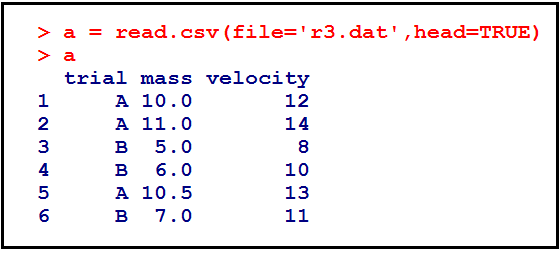 > a = read.csv(file='r3.dat',head=TRUE)
> a
  trial mass velocity
1     A 10.0       12
2     A 11.0       14
3     B  5.0        8
4     B  6.0       10
5     A 10.5       13
6     B  7.0       11